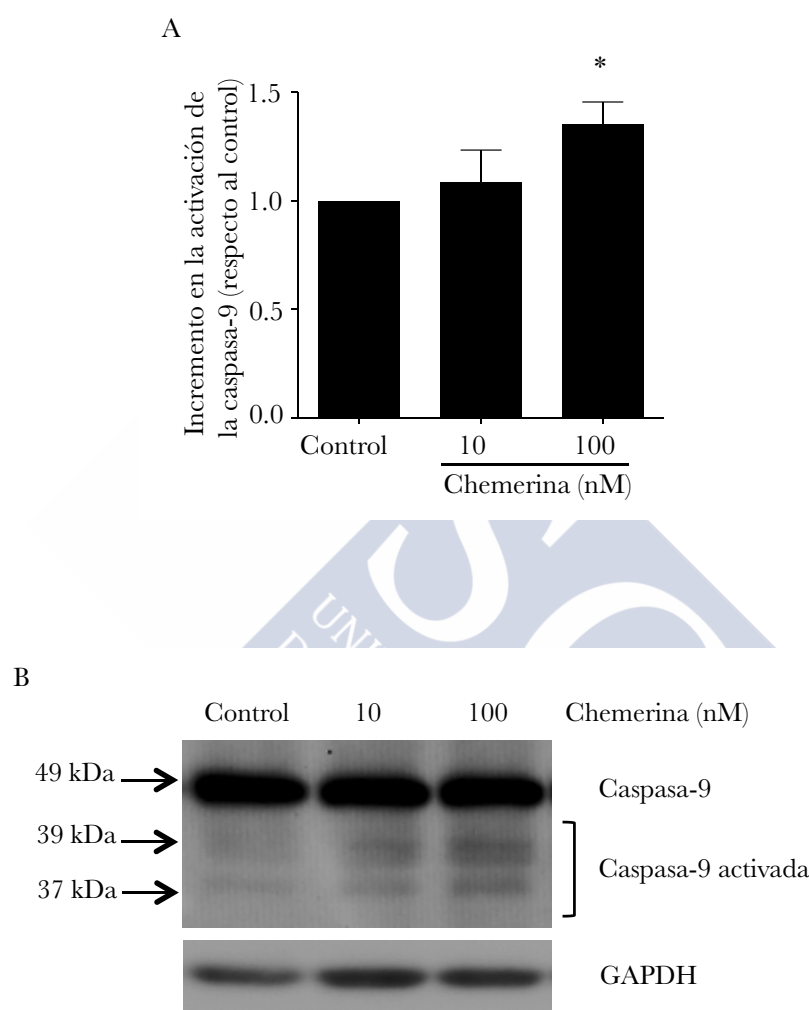 A
*
Incremento en la activación de
la caspasa-9 (respecto al control)
1.5
1.0
0.5
0.0
Control 10 100
Chemerina (nM)
UNI
B
Control 10 100 Chemerina (nM)
49 kDa
Caspasa-9
39 kDa
Caspasa-9 activada
37 kDa
GAPDH